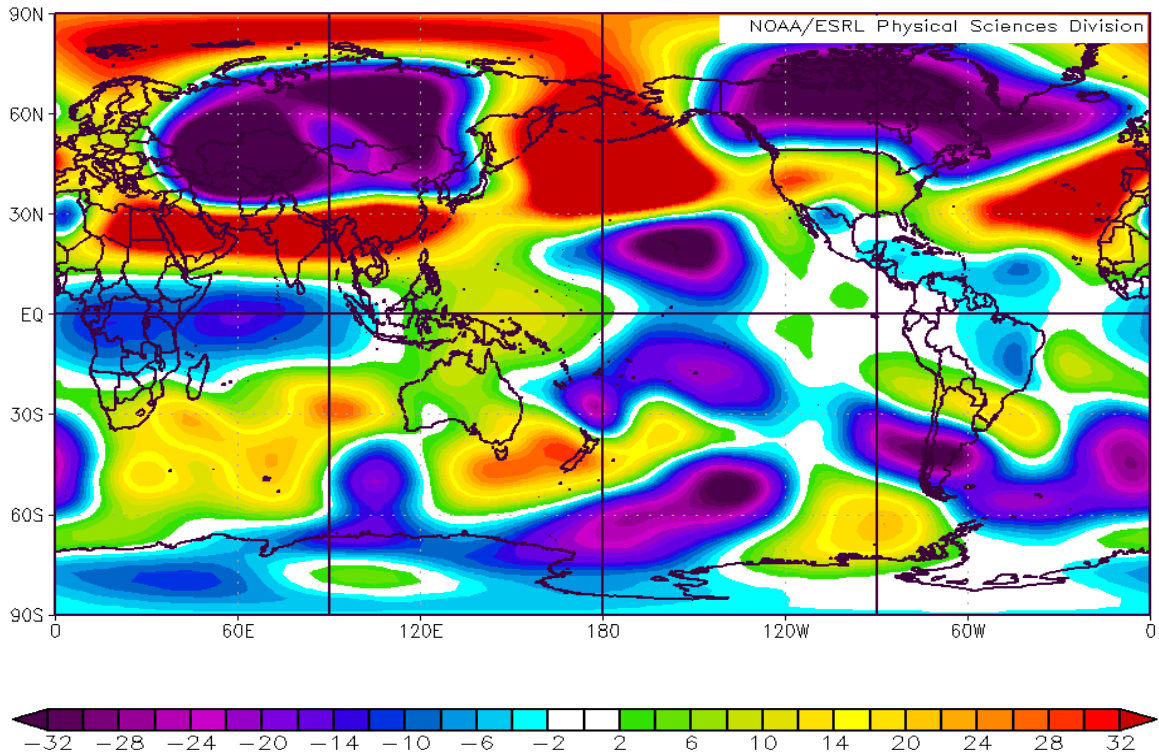 90N
NOAA/ESRL Physical Sciences Division
60N
30N
EQ
30S
60S
90S
0 60E 120E 180 120W 60W 0
-32 -28 -20 -14 -10 -6 -2 2 6 10 14 20 24 28 32